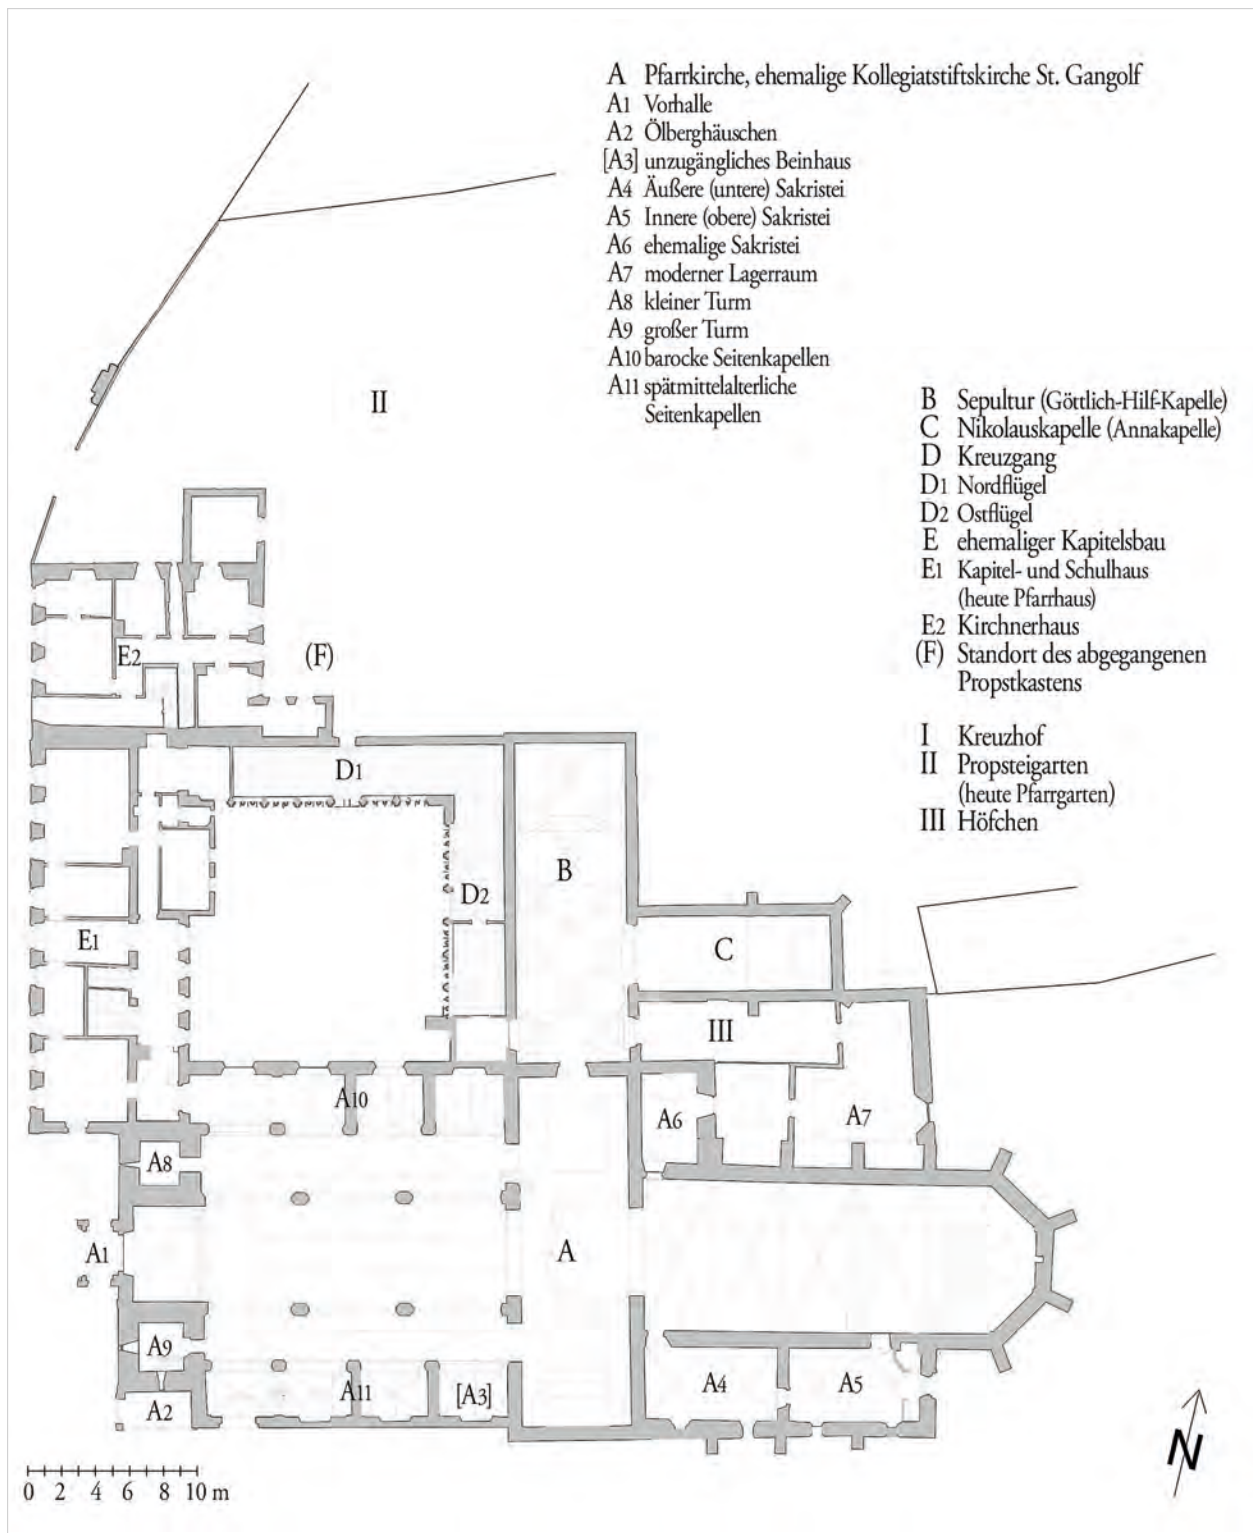 A Pfarrkirche, ehemalige Kollegiatstiftskirche St. Gangolf
A1 Vorhalle
A2 Ölberghäuschen
[A3] unzugängliches Beinhaus
A4 Äußere (untere) Sakristei
A5 Innere (obere) Sakristei
A6 ehemalige Sakristei
A7 moderner Lagerraum
A8 kleiner Turm
A9 großer Turm
A10 barocke Seitenkapellen
A11 spätmittelalterliche
Seitenkapellen
B Sepultur (Göttlich-Hilf-Kapelle)
C Nikolauskapelle (Annakapelle)
D Kreuzgang
D1 Nordflügel
D2 Ostflügel
E ehemaliger Kapitelsbau
E1 Kapitel- und Schulhaus
(heute Pfarrhaus)
E2 Kirchnerhaus
(F) Standort des abgegangenen
Propstkastens
I Kreuzhof
II Propsteigarten
(heute Pfarrgarten)
III Höfchen
II
E2
(F)
D1
B
D2
E1
C
III
A10
A6
A7
A8
A1
A
A9
A11
[A3]
A4
A5
A2
0 2 4 6 8 10 m
N